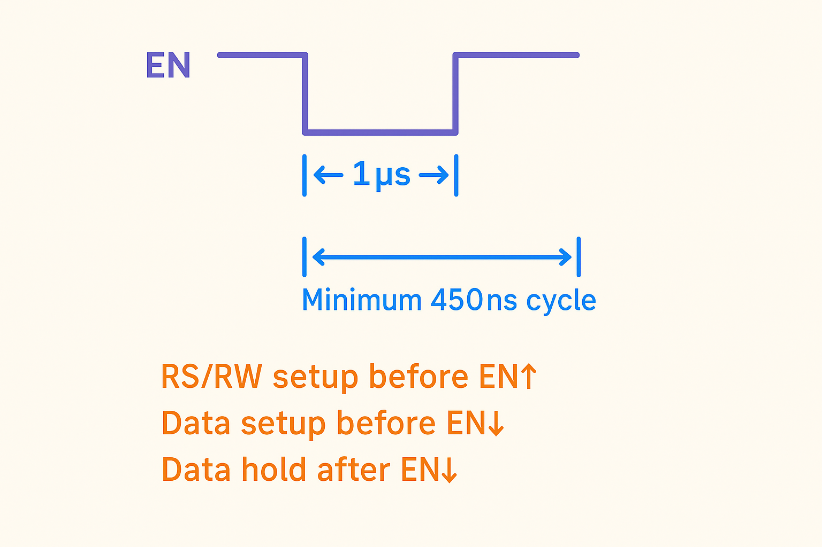 EN
1 µs
Minimum 450ns cycle
RS/RW setup before EN↑
Data setup before EN↓
Data hold after EN↓